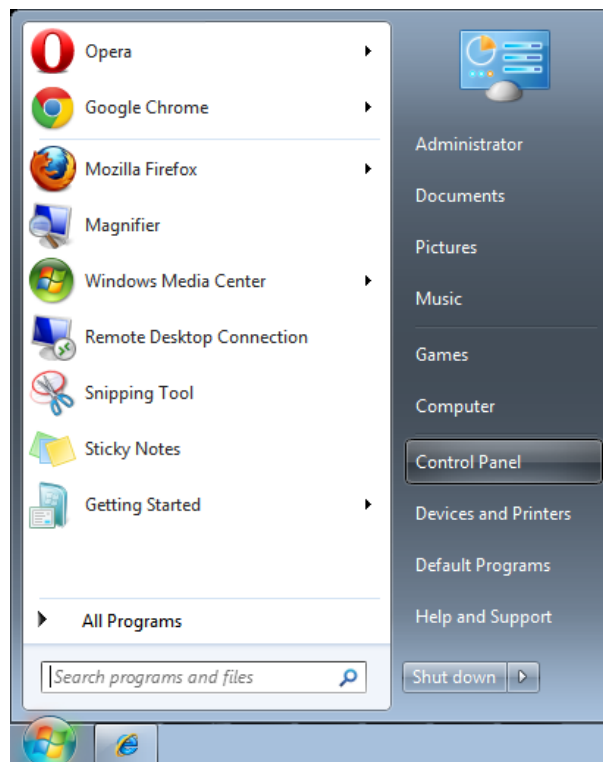 Opera
Google Chrome
Mozilla Firefox
Magnifier
Windows Media Center
Remote Desktop Connection
Snipping Tool
Sticky Notes
Getting Started
All Programs
Search programs and files
Administrator
Documents
Pictures
Music
Games
Computer
Control Panel
Devices and Printers
Default Programs
Help and Support
Shut down